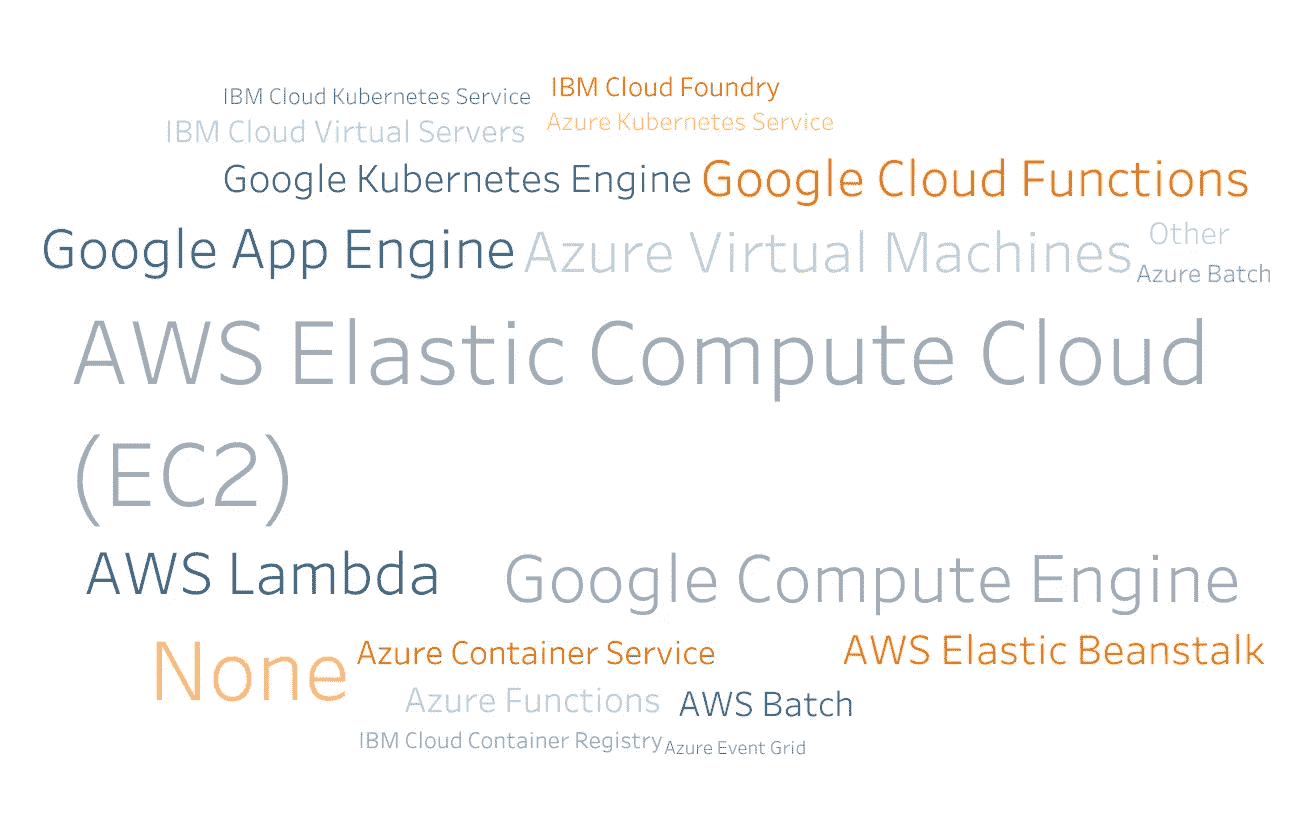 IBM Cloud Kubernetes Service
IBM Cloud Foundry
IBM Cloud Virtual Servers
Azure Kubernetes Service
Google Kubernetes Engine
Google Cloud Functions
Google App Engine
Azure Virtual Machines
Other
Azure Batch
AWS Elastic Compute Cloud
(EC2)
AWS Lambda
Google Compute Engine
None
Azure Container Service
AWS Elastic Beanstalk
Azure Functions
AWS Batch
IBM Cloud Container Registry
Azure Event Grid